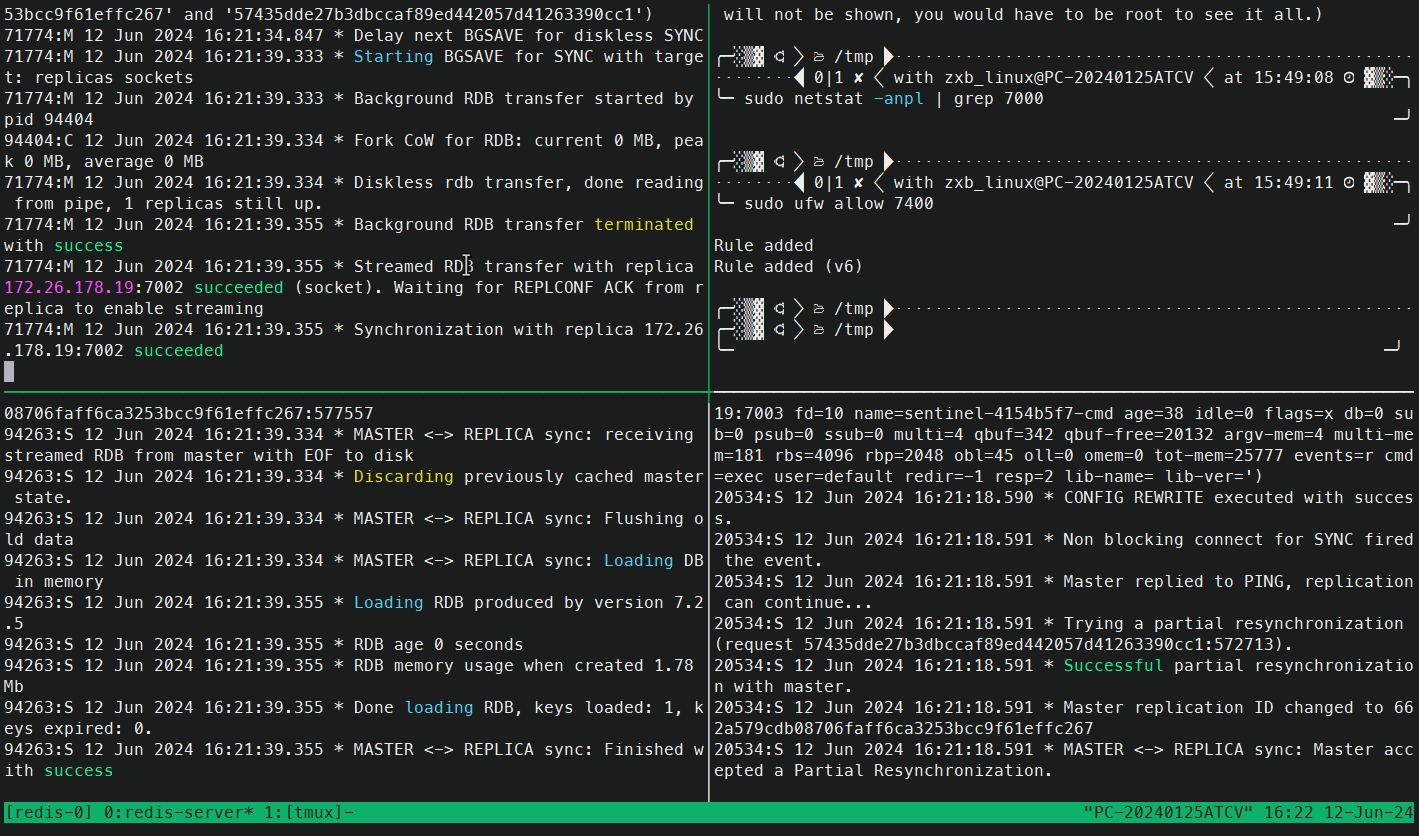 53bcc9f61effc267' and '57435dde27b3dbccaf89ed442057d41263390cc1')
71774:M 12 Jun 2024 16:21:34.847 * Delay next BGSAVE for diskless SYNC
71774:M 12 Jun 2024 16:21:39.333 * Starting BGSAVE for SYNC with targe
t: replicas sockets
71774:M 12 Jun 2024 16:21:39.333 * Background RDB transfer started by
pid 94404
94404:C 12 Jun 2024 16:21:39.334 * Fork CoW for RDB: current 0 MB, pea
k 0 MB, average 0 MB
71774:M 12 Jun 2024 16:21:39.334 * Diskless rdb transfer, done reading
from pipe, 1 replicas still up.
71774:M 12 Jun 2024 16:21:39.355 * Background RDB transfer terminated
with success
71774:M 12 Jun 2024 16:21:39.355 * Streamed RDB transfer with replica
172.26.178.19:7002 succeeded (socket). Waiting for REPLCONF ACK from r
eplica to enable streaming
71774:M 12 Jun 2024 16:21:39.355 * Synchronization with replica 172.26
.178.19:7002 succeeded
will not be shown, you would have to be root to see it all.)
/tmp
0|1 ✘ with zxb_linux@PC-20240125ATCV at 15:49:08
sudo netstat -anpl | grep 7000
/tmp
0|1 ✘ with zxb_linux@PC-20240125ATCV at 15:49:11
sudo ufw allow 7400
Rule added
Rule added (v6)
/tmp
/tmp
08706faff6ca3253bcc9f61effc267:577557
94263:S 12 Jun 2024 16:21:39.334 * MASTER <-> REPLICA sync: receiving
streamed RDB from master with EOF to disk
94263:S 12 Jun 2024 16:21:39.334 * Discarding previously cached master
state.
94263:S 12 Jun 2024 16:21:39.334 * MASTER <-> REPLICA sync: Flushing o
ld data
94263:S 12 Jun 2024 16:21:39.334 * MASTER <-> REPLICA sync: Loading DB
in memory
94263:S 12 Jun 2024 16:21:39.355 * Loading RDB produced by version 7.2
.5
94263:S 12 Jun 2024 16:21:39.355 * RDB age 0 seconds
94263:S 12 Jun 2024 16:21:39.355 * RDB memory usage when created 1.78
Mb
94263:S 12 Jun 2024 16:21:39.355 * Done loading RDB, keys loaded: 1, k
eys expired: 0.
94263:S 12 Jun 2024 16:21:39.355 * MASTER <-> REPLICA sync: Finished w
ith success
19:7003 fd=10 name=sentinel-4154b5f7-cmd age=38 idle=0 flags=x db=0 su
b=0 psub=0 ssub=0 multi=4 qbuf=342 qbuf-free=20132 argv-mem=4 multi-me
m=181 rbs=4096 rbp=2048 obl=45 oll=0 omem=0 tot-mem=25777 events=r cmd
=exec user=default redir=-1 resp=2 lib-name= lib-ver=')
20534:S 12 Jun 2024 16:21:18.590 * CONFIG REWRITE executed with succes
s.
20534:S 12 Jun 2024 16:21:18.591 * Non blocking connect for SYNC fired
the event.
20534:S 12 Jun 2024 16:21:18.591 * Master replied to PING, replication
can continue...
20534:S 12 Jun 2024 16:21:18.591 * Trying a partial resynchronization
(request 57435dde27b3dbccaf89ed442057d41263390cc1:572713).
20534:S 12 Jun 2024 16:21:18.591 * Successful partial resynchronizatio
n with master.
20534:S 12 Jun 2024 16:21:18.591 * Master replication ID changed to 66
2a579cdb08706faff6ca3253bcc9f61effc267
20534:S 12 Jun 2024 16:21:18.591 * MASTER <-> REPLICA sync: Master acc
epted a Partial Resynchronization.
[redis-0] 0:redis-server* 1:[tmux]- "PC-20240125ATCV" 16:22 12-Jun-24